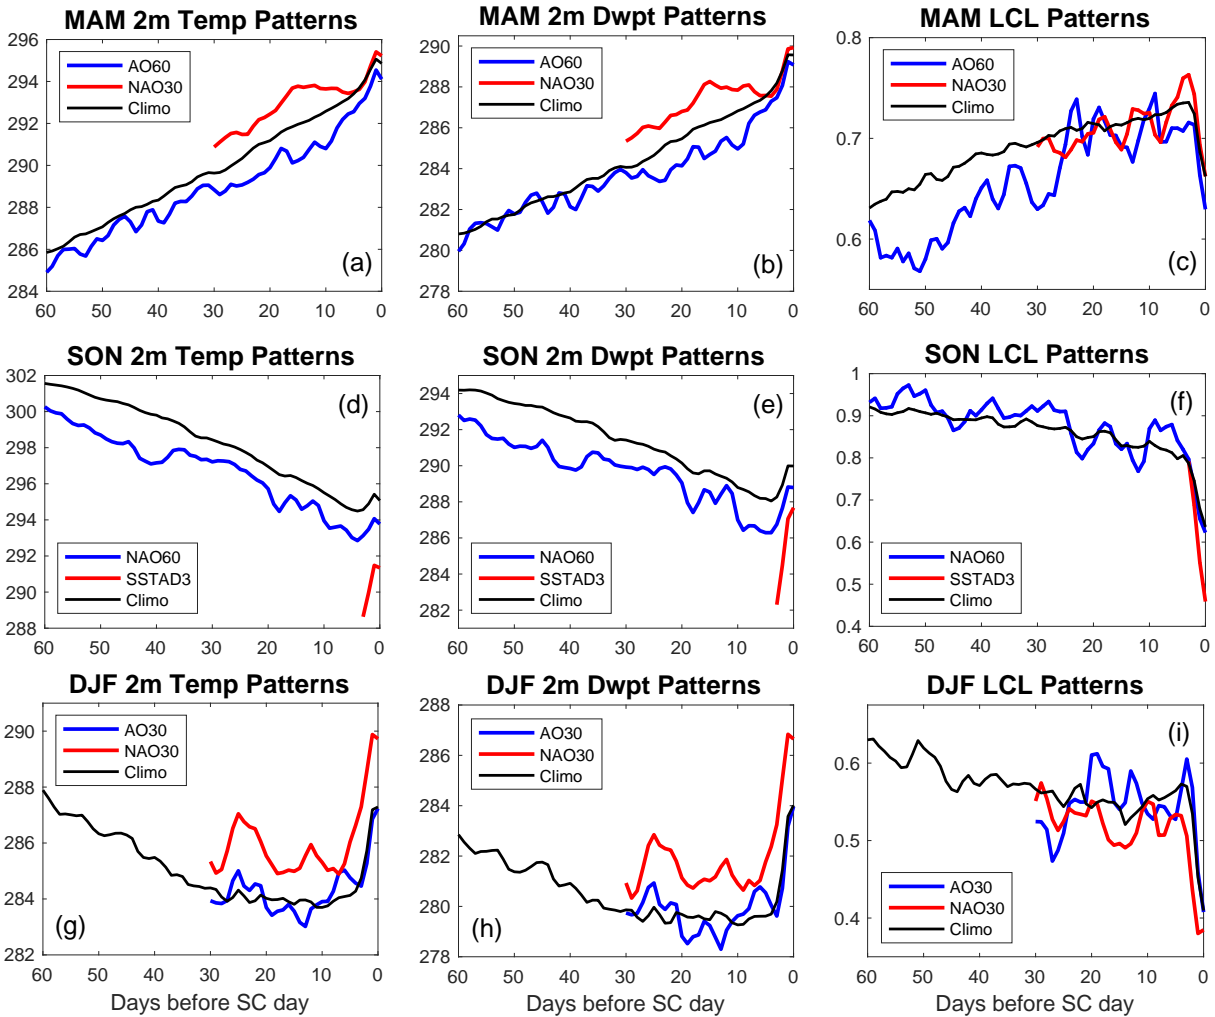 MAM 2m Temp Patterns
296
294
292
290
288
286
284
AO60
NAO30
Climo
(a)
60 50 40 30 20 10 0
MAM 2m Dwpt Patterns
290
288
286
284
282
280
278
AO60
NAO30
Climo
(b)
60 50 40 30 20 10 0
MAM LCL Patterns
0.8
0.7
0.6
AO60
NAO30
Climo
(c)
60 50 40 30 20 10 0
SON 2m Temp Patterns
302
300
298
296
294
292
290
288
(d)
NAO60
SSTAD3
Climo
60 50 40 30 20 10 0
SON 2m Dwpt Patterns
294
292
290
288
286
284
282
(e)
NAO60
SSTAD3
Climo
60 50 40 30 20 10 0
SON LCL Patterns
1
0.9
0.8
0.7
0.6
0.5
0.4
(f)
NAO60
SSTAD3
Climo
60 50 40 30 20 10 0
DJF 2m Temp Patterns
290
288
286
284
282
AO30
NAO30
Climo
(g)
60 50 40 30 20 10 0
Days before SC day
DJF 2m Dwpt Patterns
288
286
284
282
280
278
AO30
NAO30
Climo
(h)
60 50 40 30 20 10 0
Days before SC day
DJF LCL Patterns
0.6
0.5
0.4
(i)
AO30
NAO30
Climo
60 50 40 30 20 10 0
Days before SC day